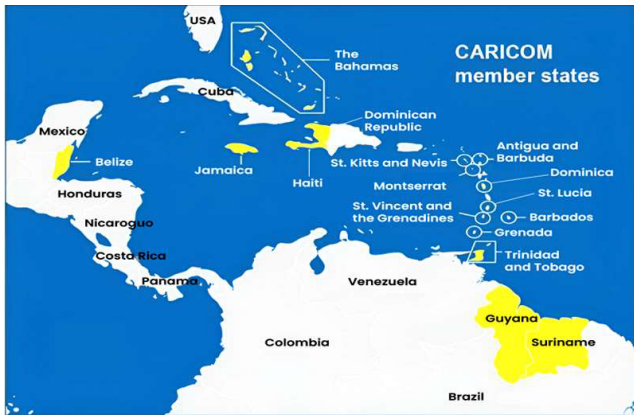 USA
The
Bahamas
CARICOM
member states
Cuba
Mexico
Dominican
Republic
Belize
Jamaica
Haiti
St. Kitts and Nevis
Antigua and
Barbuda
Dominica
Montserrat
St. Lucia
Honduras
St. Vincent and
the Grenadines
Barbados
Nicaroguo
Grenada
Costa Rica
Trinidad
and Tobago
Panama
Venezuela
Guyana
Suriname
Colombia
Brazil